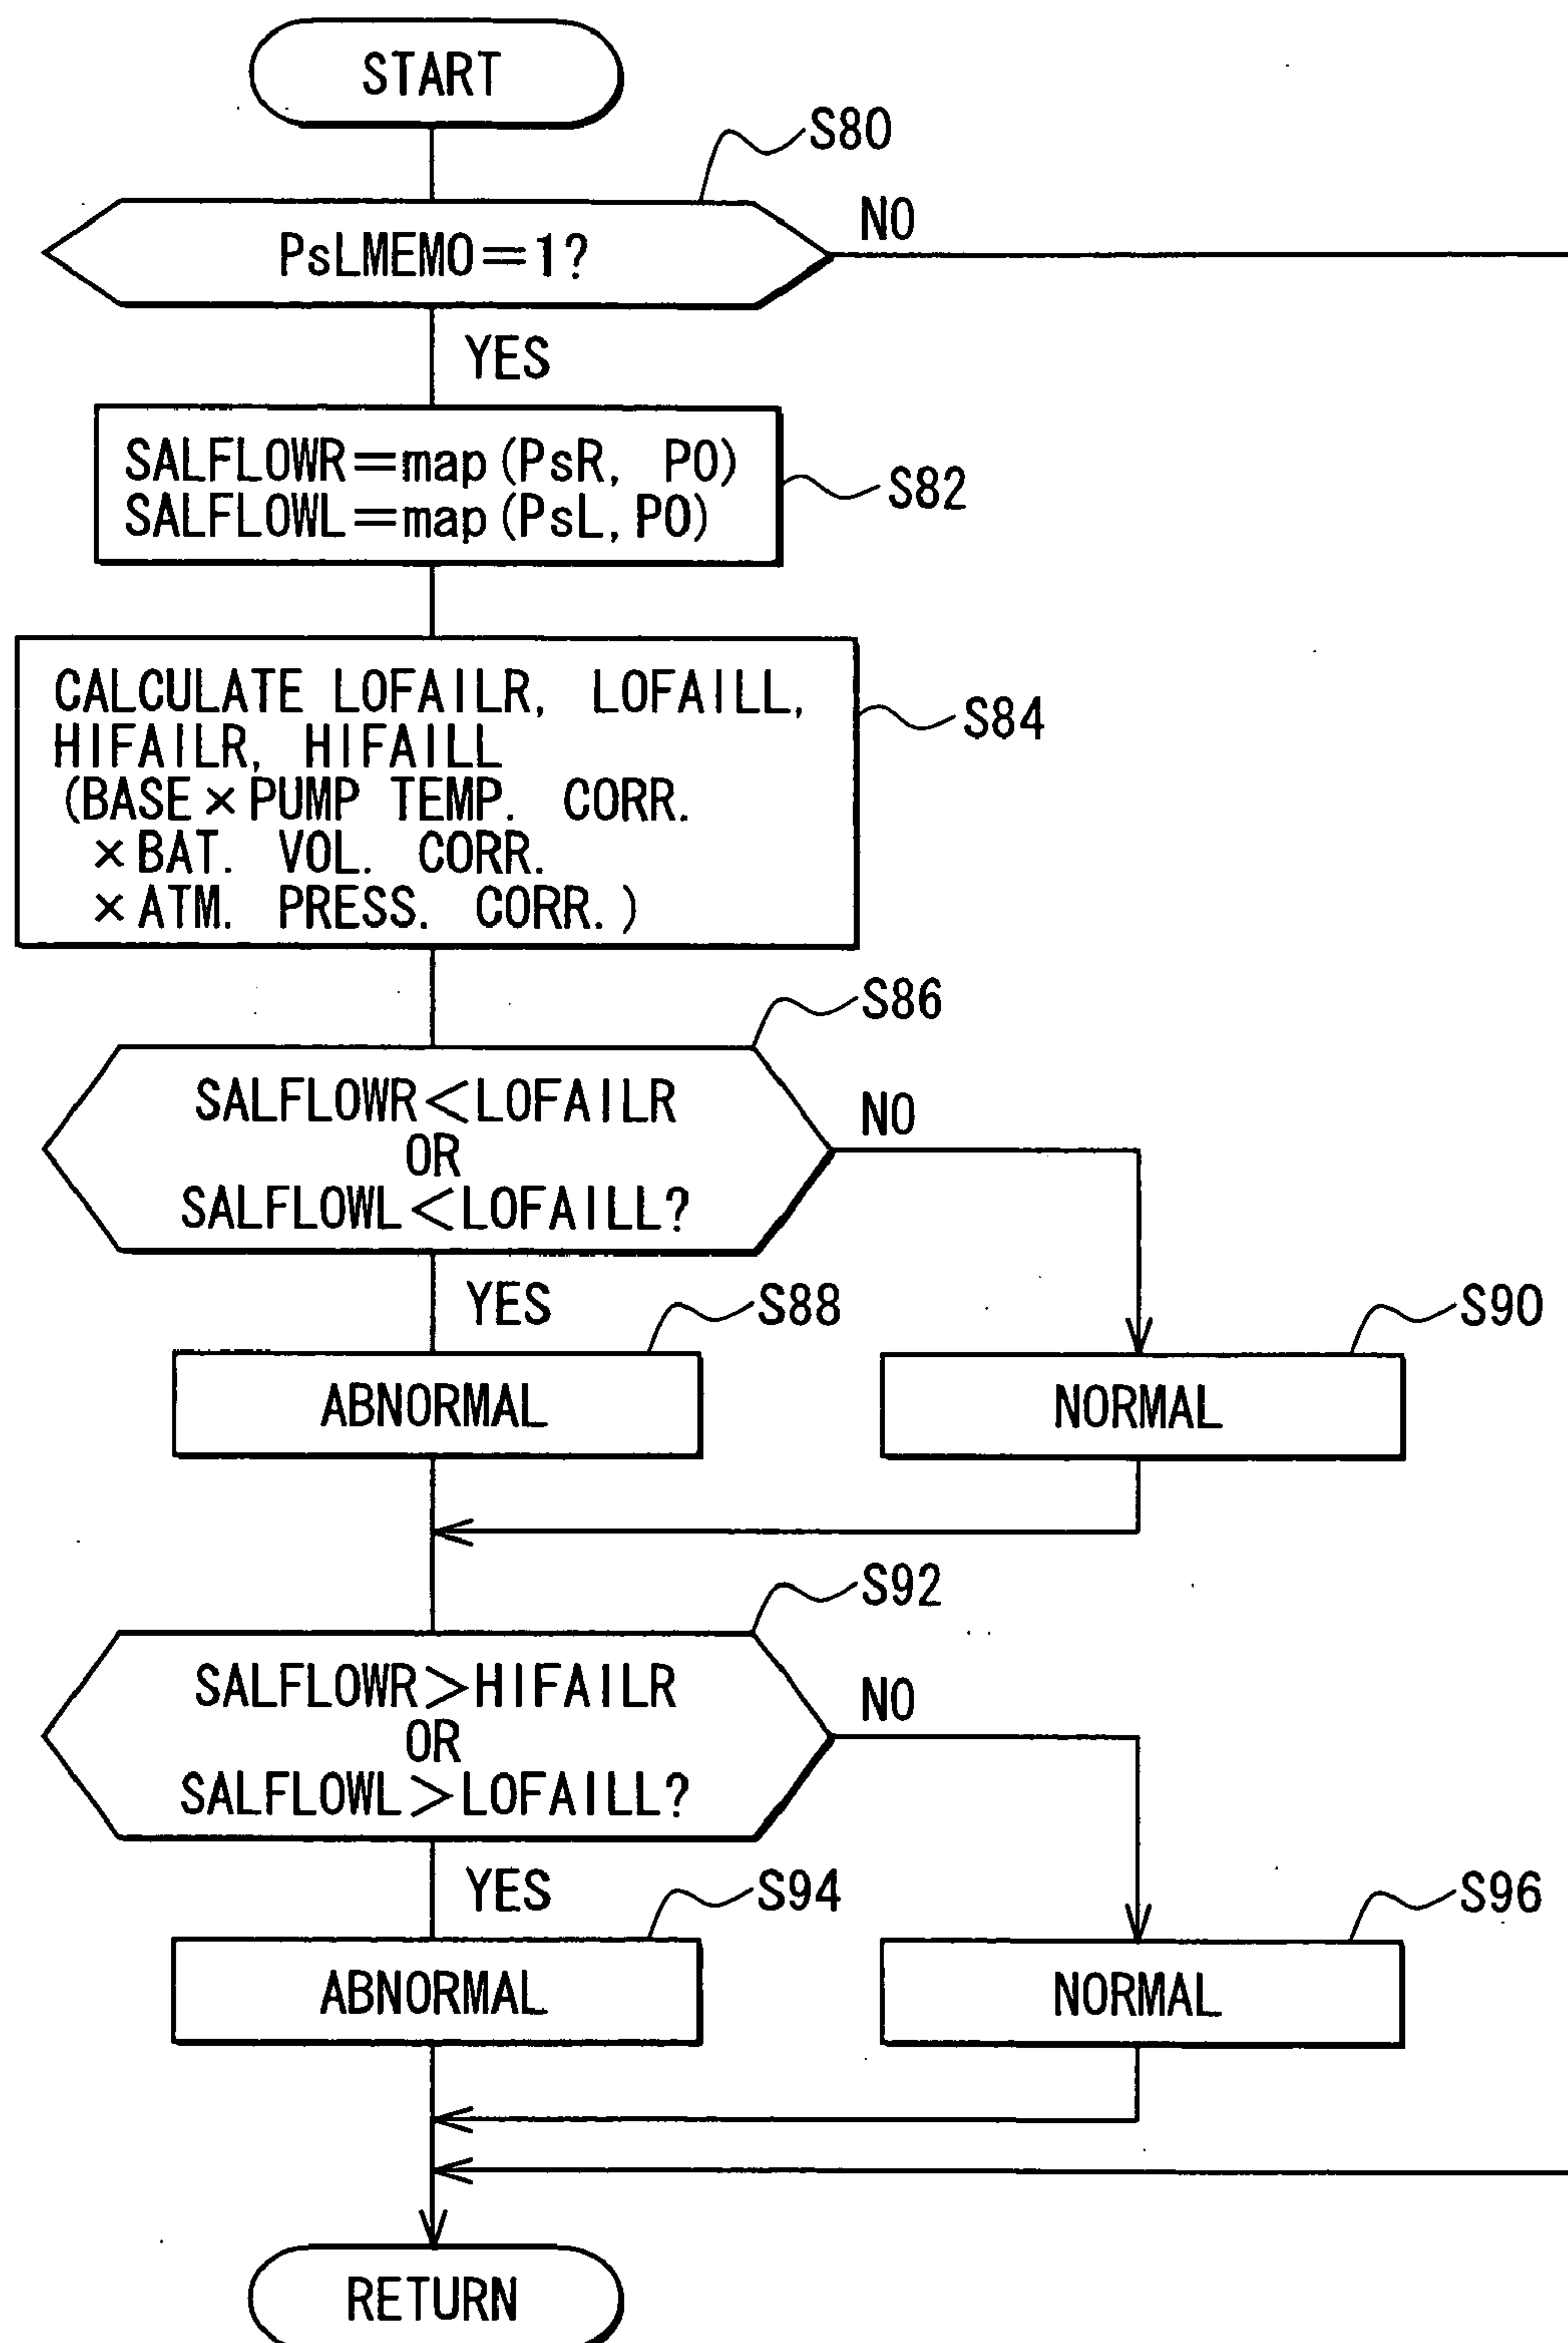 START
S80
PsLMEMO=1?
NO
YES
SALFLOWR=map(PsR, PO)
SALFLOWL=map(PsL,PO)
S82
CALCULATE LOFAILR, LOFAILL,
HIFAILR, HIFAILL
(BASE×PUMP TEMP. CORR.
×BAT. VOL. CORR.
×ATM. PRESS. CORR.)
S84
S86
SALFLOWR<LOFAILR
OR
SALFLOWL<LOFAILL?
NO
YES
S88
S90
ABNORMAL
NORMAL
S92
SALFLOWR>HIFAILR
OR
SALFLOWL>LOFAILL?
NO
YES
S94
S96
ABNORMAL
NORMAL
RETURN